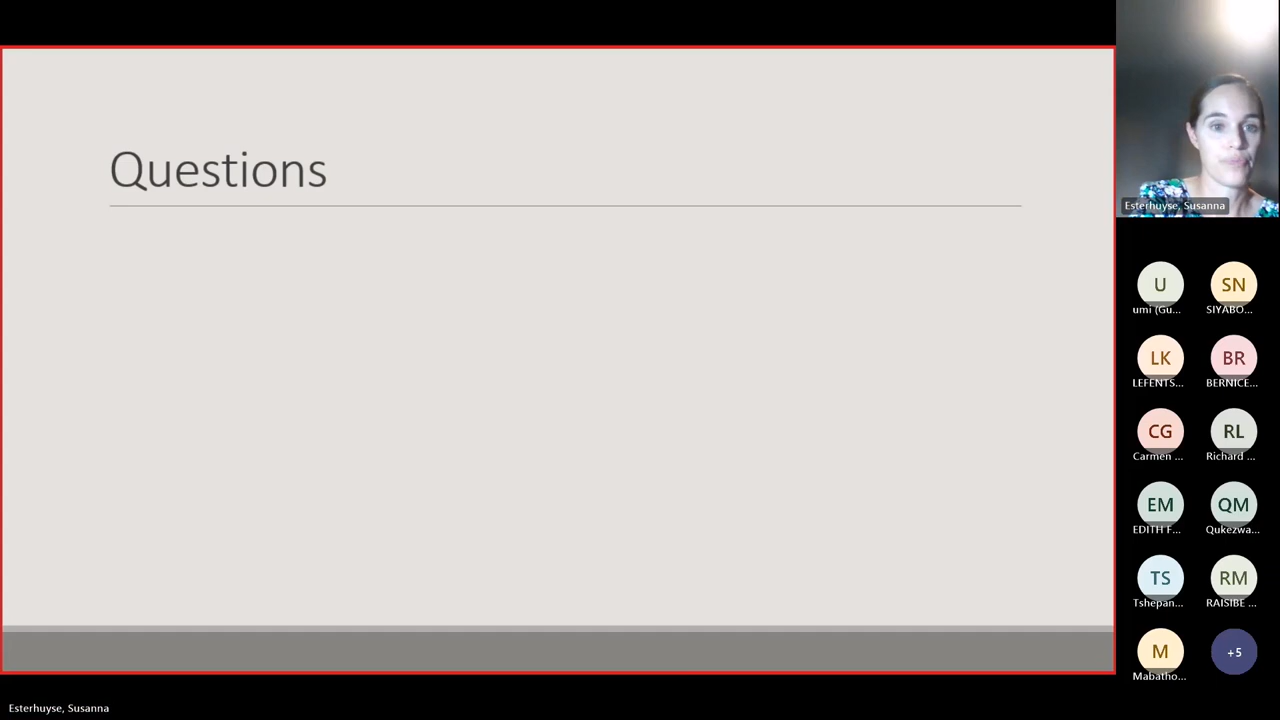 Questions
Esterhuyse, Susanna
U
SN
umi (Gu...
SIYABO...
LK
BR
LEFENTS...
BERNICE...
CG
RL
Carmen ...
Richard ...
EM
QM
EDITH F...
Qukezwa...
TS
RM
Tshepan...
RAISIBE ...
M
+5
Mabatho...
Esterhuyse, Susanna